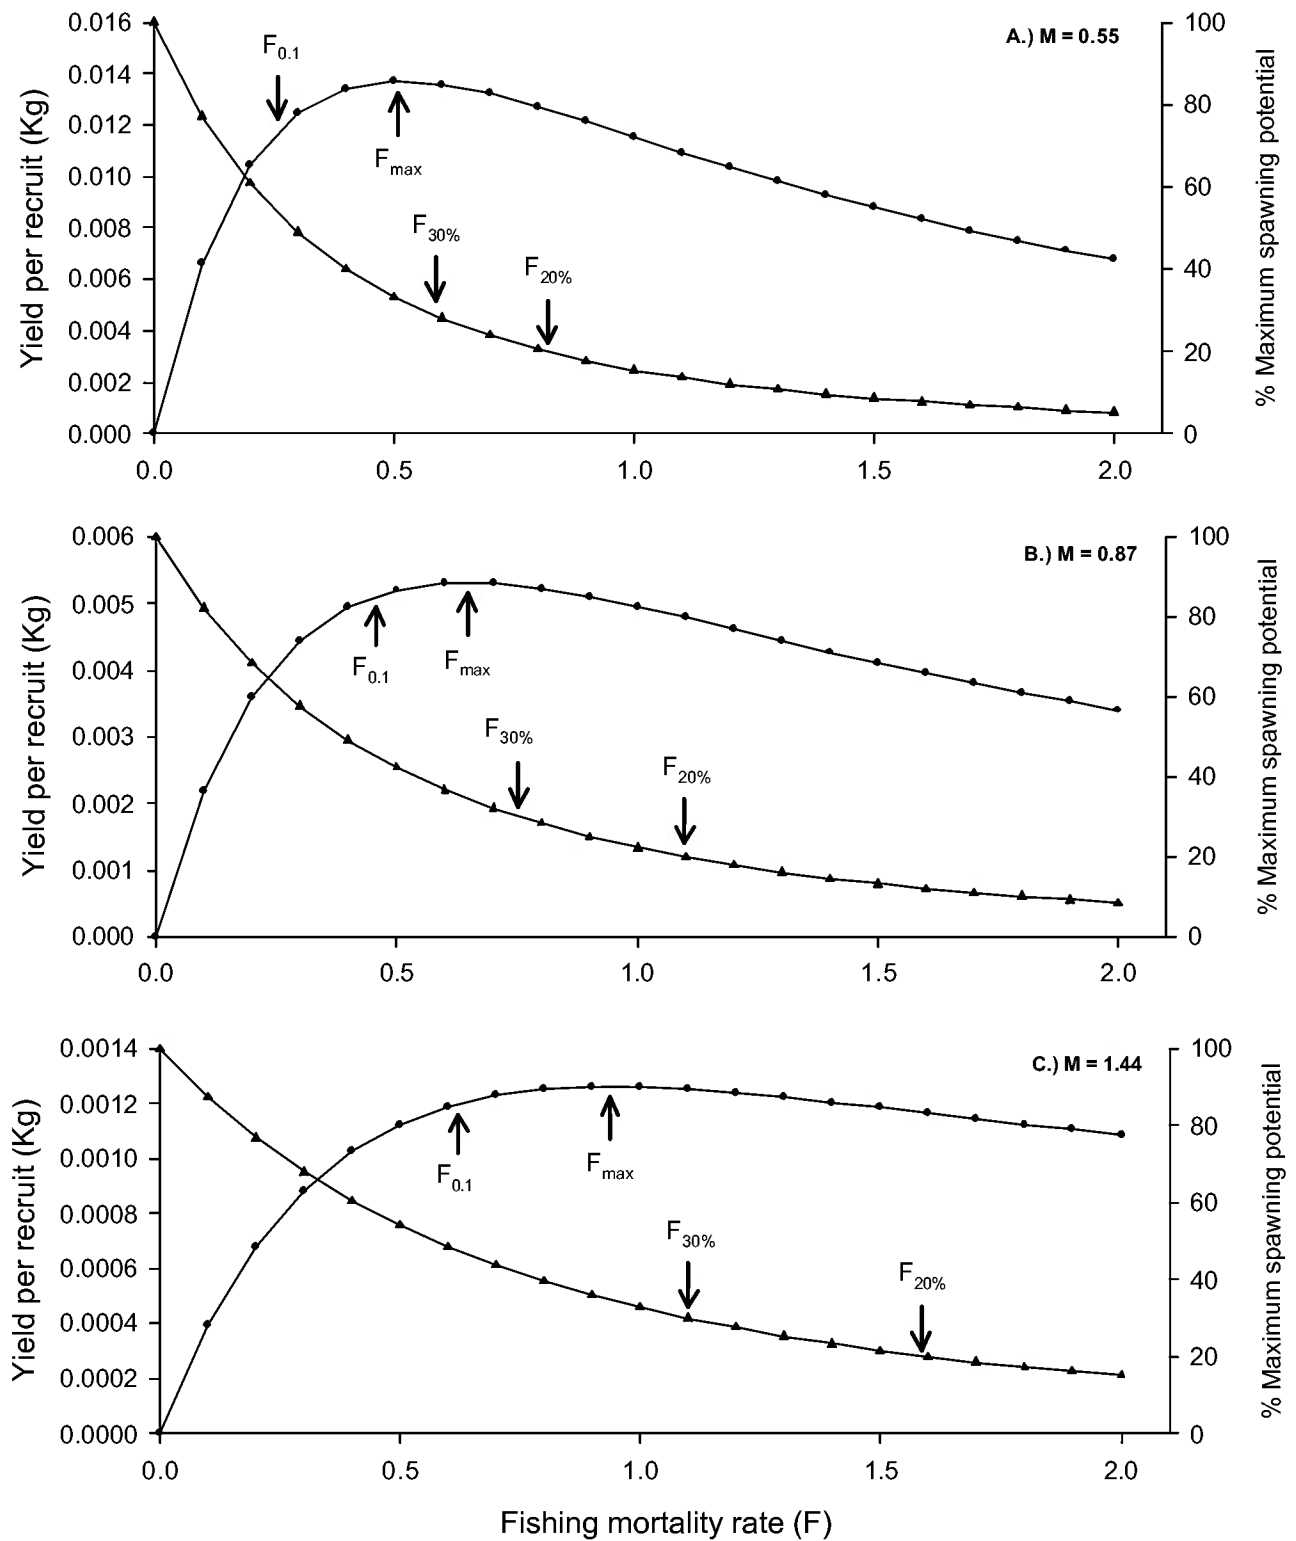 A.) M = 0.55
Yield per recruit (Kg)
0.016
0.014
0.012
0.010
0.008
0.006
0.004
0.002
0.000
F0.1
Fmax
F30%
F20%
100
80
60
40
20
0
% Maximum spawning potential
0.0 0.5 1.0 1.5 2.0
B.) M = 0.87
Yield per recruit (Kg)
0.006
0.005
0.004
0.003
0.002
0.001
0.000
F0.1
Fmax
F30%
F20%
100
80
60
40
20
0
% Maximum spawning potential
0.0 0.5 1.0 1.5 2.0
C.) M = 1.44
Yield per recruit (Kg)
0.0014
0.0012
0.0010
0.0008
0.0006
0.0004
0.0002
0.0000
F0.1
Fmax
F30%
F20%
100
80
60
40
20
0
% Maximum spawning potential
0.0 0.5 1.0 1.5 2.0
Fishing mortality rate (F)